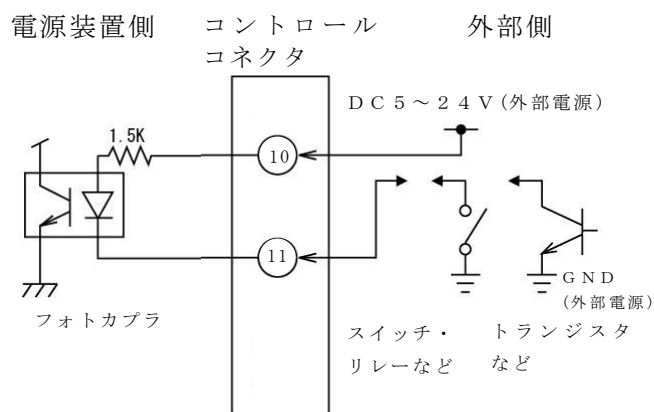 電源装置側
コントロール
コネクタ
外部側
DC5～24V(外部電源)
1.5K
10
11
フォトカプラ
GND
(外部電源)
スイッチ・
リレーなど
トランジスタ
など